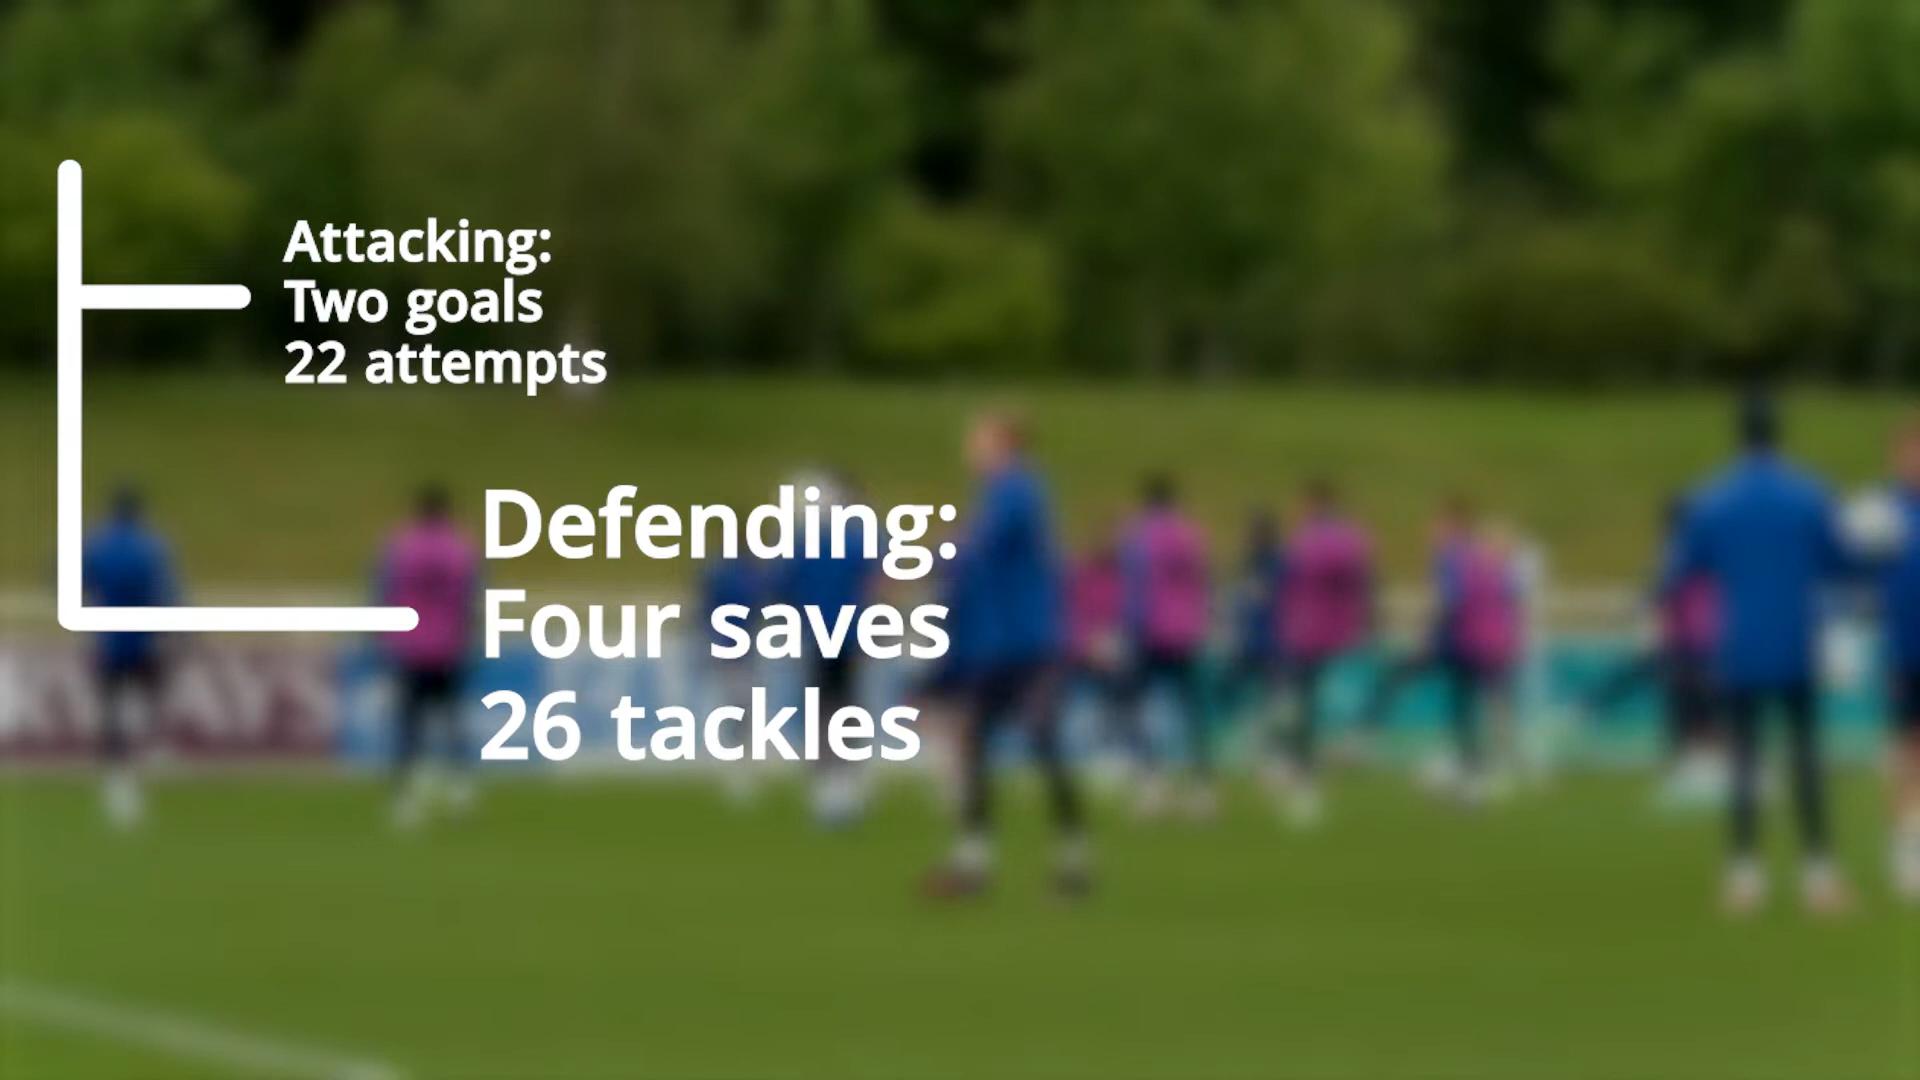 Attacking:
Two goals
22 attempts
Defending:
Four saves
26 tackles